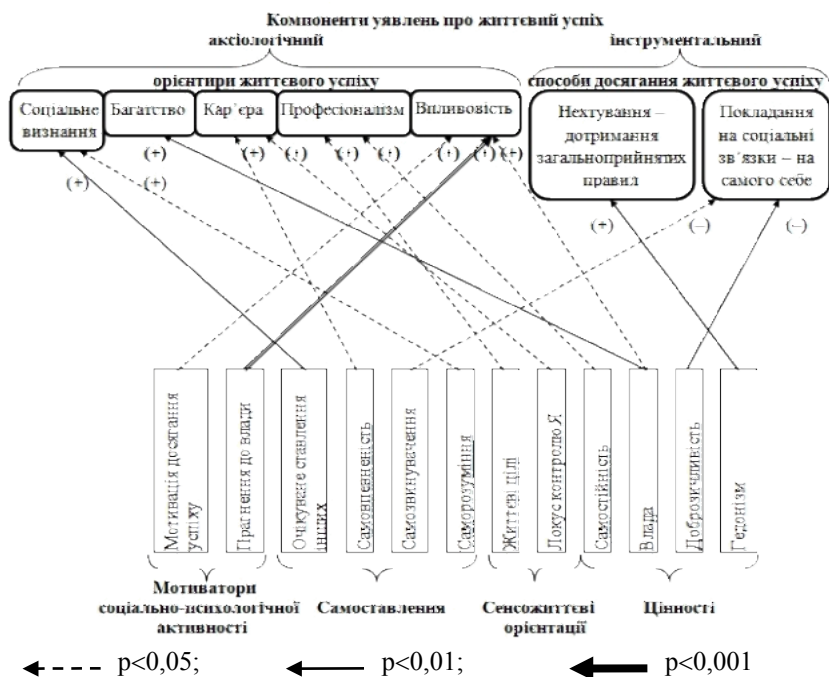 Компоненти уявлень про життєвий успіх
аксіологічний
інструментальний
орієнтири життєвого успіху
способи досягання життєвого успіху
Соціальне
визнання
Багатство
Кар´єра
Професіоналізм
Впливовість
Нехтування –
дотримання
загальноприйнятих
правил
Покладання
на соціальні
зв´язки – на
самого себе
(+) (+) (+) (+) (+) (+) (+) (+)
(+) (+)
(+) (–) (–)
Мотивація досягання
успіху
Прагнення до влади
Очікуване ставлення
інших
Самовпевненість
Самозвинувачення
Саморозуміння
Життєві цілі
Локус контролю Я
Самостійність
Влада
Доброзичливість
Гедонізм
Мотиватори
соціально-психологічної
активності
Самоставлення
Сенсожиттєві
орієнтації
Цінності
p<0,05; p<0,01; p<0,001